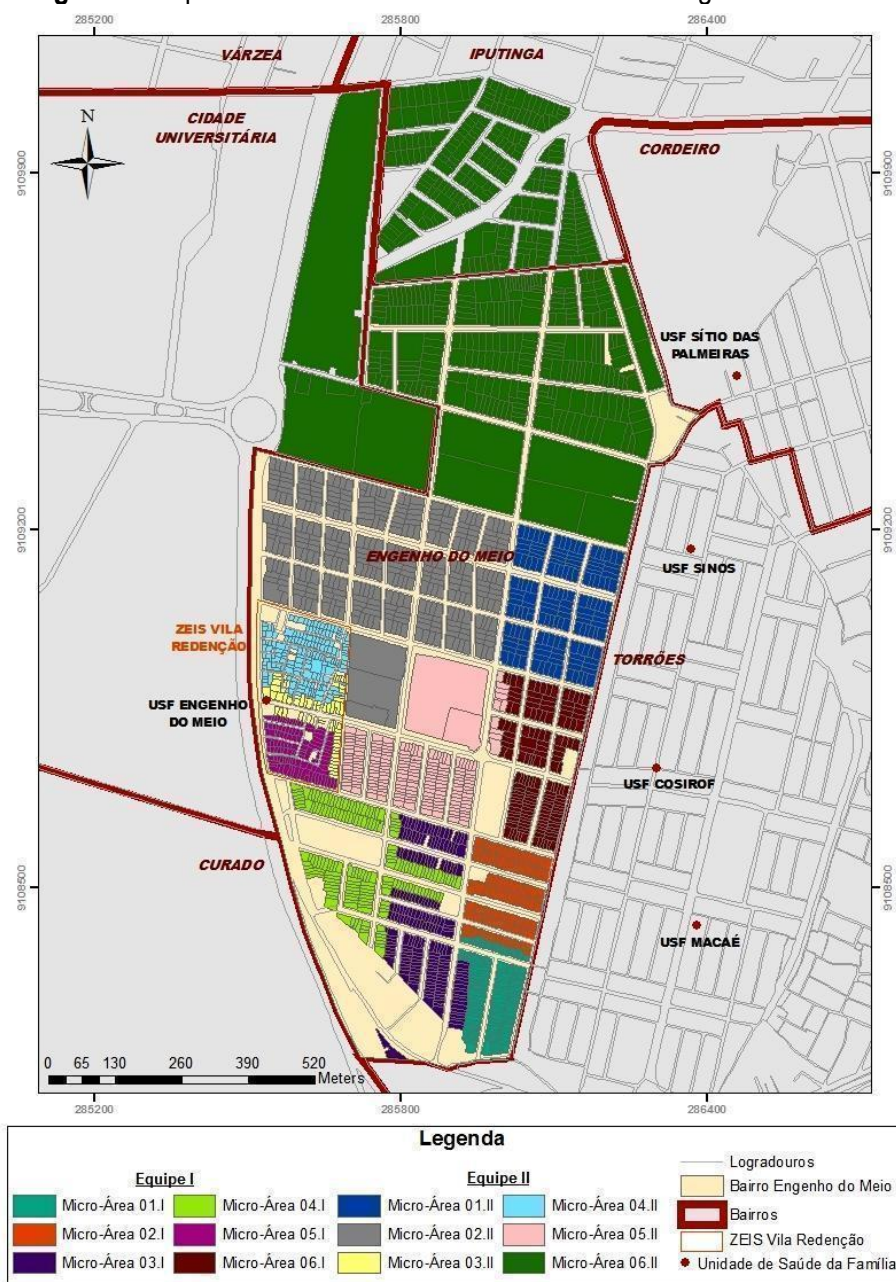 285200 285800 286400
VÁRZEA
IPUTINGA
N
CIDADE
UNIVERSITÁRIA
CORDEIRO
9109900 9109900
USF SÍTIO DAS
PALMEIRAS
9109200 9109200
ENGENHO DO MEIO
USF SINOS
ZEIS VILA
REDENÇÃO
TORRÕES
USF ENGENHO
DO MEIO
USF COSIROF
CURADO
9108500 9108500
USF MACAÉ
0 65 130 260 390 520
Meters
285200 285800 286400
Legenda
Equipe I
Micro-Área 01.I
Micro-Área 02.I
Micro-Área 03.I
Micro-Área 04.I
Micro-Área 05.I
Micro-Área 06.I
Equipe II
Micro-Área 01.II
Micro-Área 02.II
Micro-Área 03.II
Micro-Área 04.II
Micro-Área 05.II
Micro-Área 06.II
Logradouros
Bairro Engenho do Meio
Bairros
ZEIS Vila Redenção
Unidade de Saúde da Família